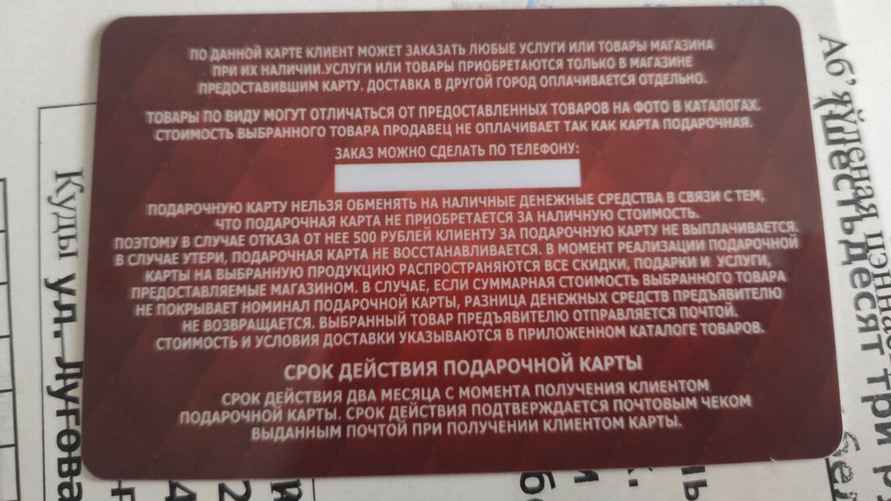 ПО ДАННОЙ КАРТЕ КЛИЕНТ МОЖЕТ ЗАКАЗАТЬ ЛЮБЫЕ УСЛУГИ ИЛИ ТОВАРЫ МАГАЗИНА
ПРИ ИХ НАЛИЧИИ.УСЛУГИ ИЛИ ТОВАРЫ ПРИОБРЕТАЮТСЯ ТОЛЬКО В МАГАЗИНЕ
ПРЕДОСТАВИВШИМ КАРТУ. ДОСТАВКА В ДРУГОЙ ГОРОД ОПЛАЧИВАЕТСЯ ОТДЕЛЬНО.
ТОВАРЫ ПО ВИДУ МОГУТ ОТЛИЧАТЬСЯ ОТ ПРЕДОСТАВЛЕННЫХ ТОВАРОВ НА ФОТО В КАТАЛОГАХ.
СТОИМОСТЬ ВЫБРАННОГО ТОВАРА ПРОДАВЕЦ НЕ ОПЛАЧИВАЕТ ТАК КАК КАРТА ПОДАРОЧНАЯ.
ЗАКАЗ МОЖНО СДЕЛАТЬ ПО ТЕЛЕФОНУ:
ПОДАРОЧНУЮ КАРТУ НЕЛЬЗЯ ОБМЕНЯТЬ НА НАЛИЧНЫЕ ДЕНЕЖНЫЕ СРЕДСТВА В СВЯЗИ С ТЕМ,
ЧТО ПОДАРОЧНАЯ КАРТА НЕ ПРИОБРЕТАЕТСЯ ЗА НАЛИЧНУЮ СТОИМОСТЬ.
ПОЭТОМУ В СЛУЧАЕ ОТКАЗА ОТ НЕЕ 500 РУБЛЕЙ КЛИЕНТУ ЗА ПОДАРОЧНУЮ КАРТУ НЕ ВЫПЛАЧИВАЕТСЯ.
В СЛУЧАЕ УТЕРИ, ПОДАРОЧНАЯ КАРТА НЕ ВОССТАНАВЛИВАЕТСЯ. В МОМЕНТ РЕАЛИЗАЦИИ ПОДАРОЧНОЙ
КАРТЫ НА ВЫБРАННУЮ ПРОДУКЦИЮ РАСПРОСТРАНЯЮТСЯ ВСЕ СКИДКИ, ПОДАРКИ И УСЛУГИ,
ПРЕДОСТАВЛЯЕМЫЕ МАГАЗИНОМ. В СЛУЧАЕ, ЕСЛИ СУММАРНАЯ СТОИМОСТЬ ВЫБРАННОГО ТОВАРА
НЕ ПОКРЫВАЕТ НОМИНАЛ ПОДАРОЧНОЙ КАРТЫ, РАЗНИЦА ДЕНЕЖНЫХ СРЕДСТВ ПРЕДЪЯВИТЕЛЮ
НЕ ВОЗВРАЩАЕТСЯ. ВЫБРАННЫЙ ТОВАР ПРЕДЪЯВИТЕЛЮ ОТПРАВЛЯЕТСЯ ПОЧТОЙ.
СТОИМОСТЬ И УСЛОВИЯ ДОСТАВКИ УКАЗЫВАЮТСЯ В ПРИЛОЖЕННОМ КАТАЛОГЕ ТОВАРОВ.
СРОК ДЕЙСТВИЯ ПОДАРОЧНОЙ КАРТЫ
СРОК ДЕЙСТВИЯ ДВА МЕСЯЦА С МОМЕНТА ПОЛУЧЕНИЯ КЛИЕНТОМ
ПОДАРОЧНОЙ КАРТЫ. СРОК ДЕЙСТВИЯ ПОДТВЕРЖДАЕТСЯ ПОЧТОВЫМ ЧЕКОМ
ВЫДАННЫМ ПОЧТОЙ ПРИ ПОЛУЧЕНИИ КЛИЕНТОМ КАРТЫ.
Куды ул. Лугова
Аб'яўленая
(Шестьдесят три